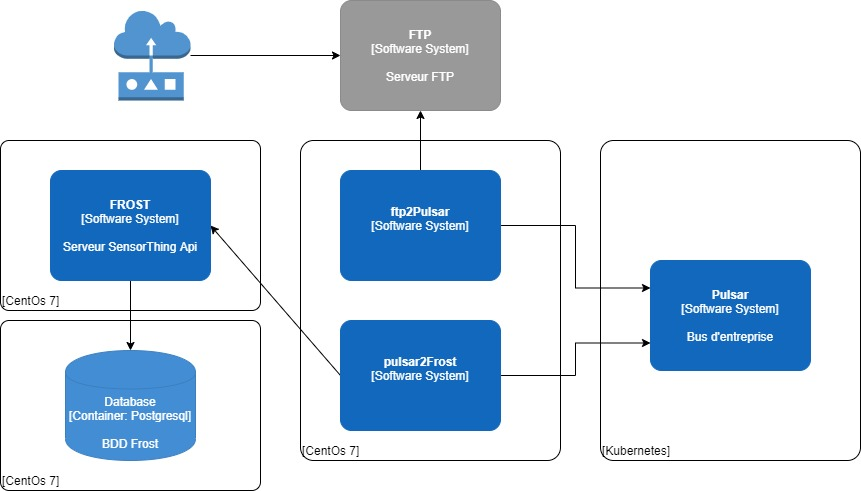 FTP
[Software System]
Serveur FTP
FROST
[Software System]
Serveur SensorThing Api
[CentOs 7]
Database
[Container: Postgresql]
BDD Frost
[CentOs 7]
ftp2Pulsar
[Software System]
pulsar2Frost
[Software System]
[CentOs 7]
Pulsar
[Software System]
Bus d'entreprise
[Kubernetes]